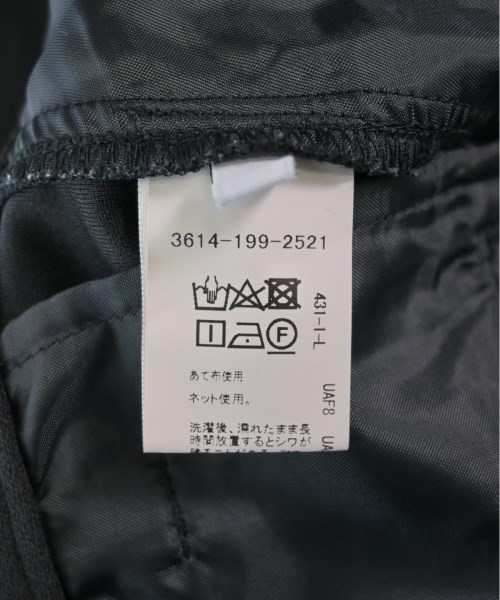 3614-199-2521
F
431-1-L
UAF8 UA
あて布使用
ネット使用。
洗濯後、濡れたまま長
時間放置するとシワが